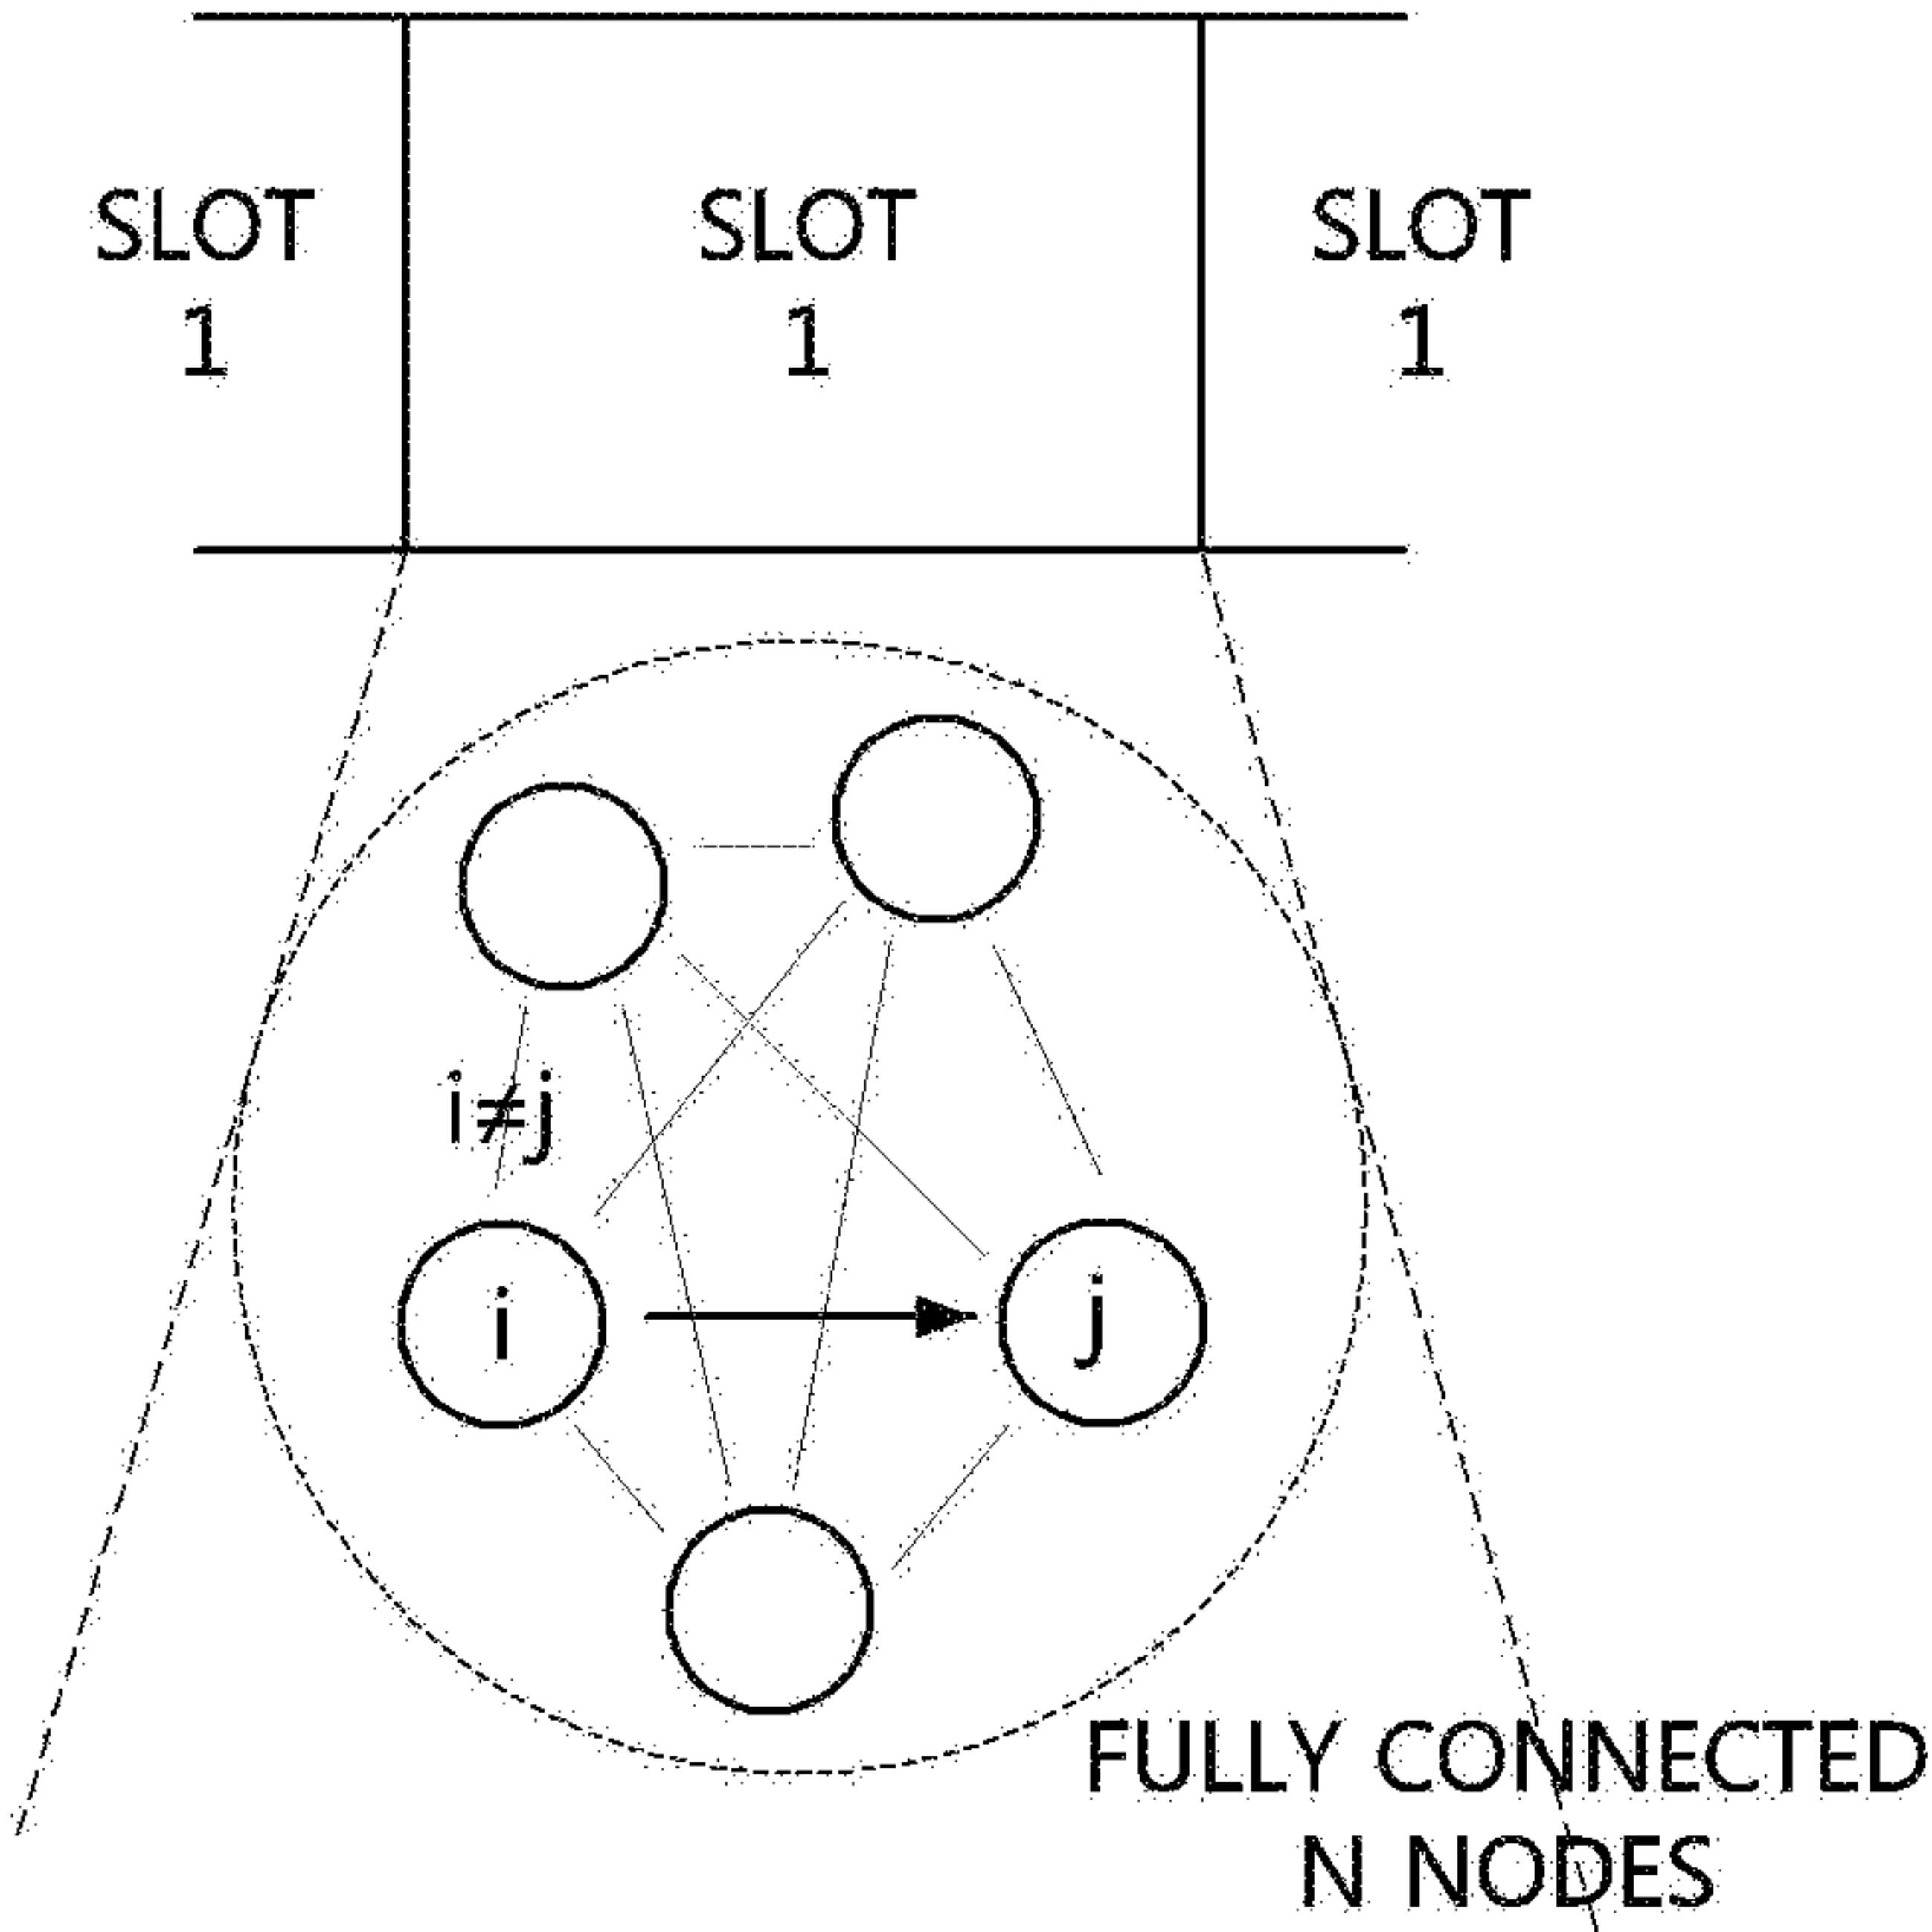 SLOT SLOT SLOT
1 1 1
i≠j
i j
FULLY CONNECTED
N NODES